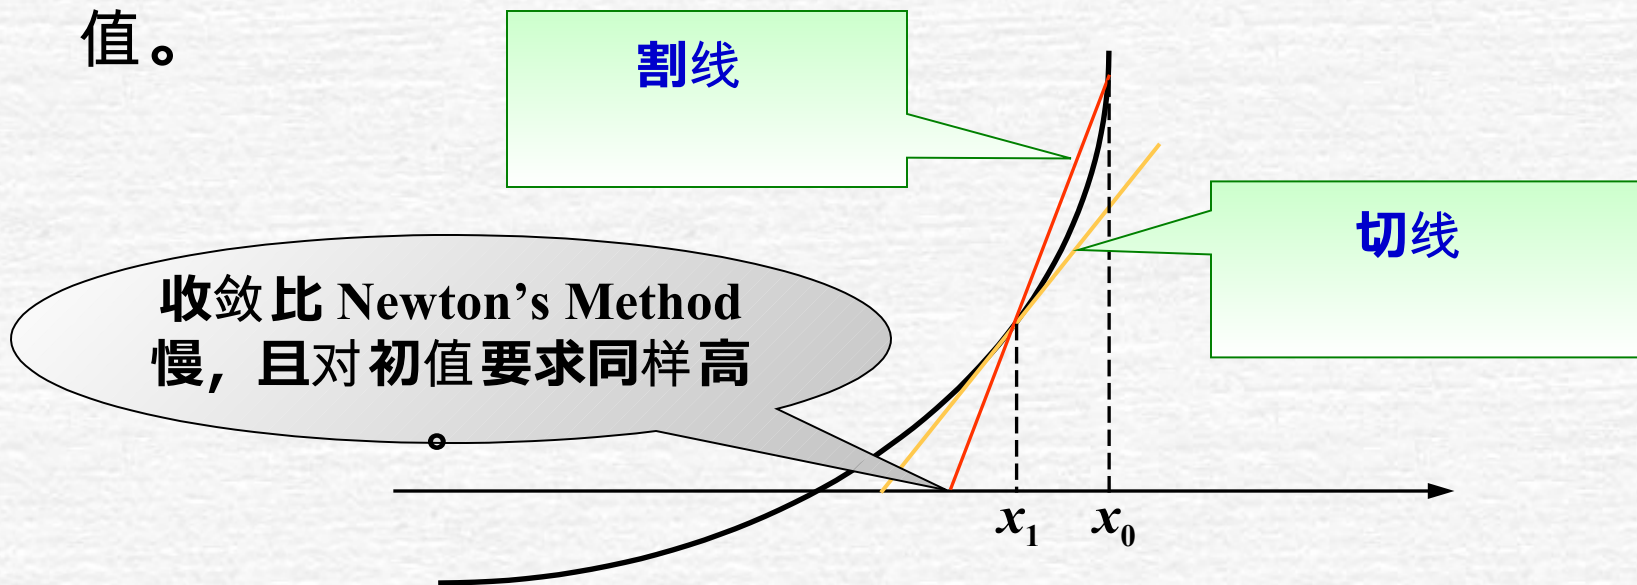 值。
割线
切线
收敛比 Newton’s Method
慢，且对初值要求同样高
。
x₁ x₀